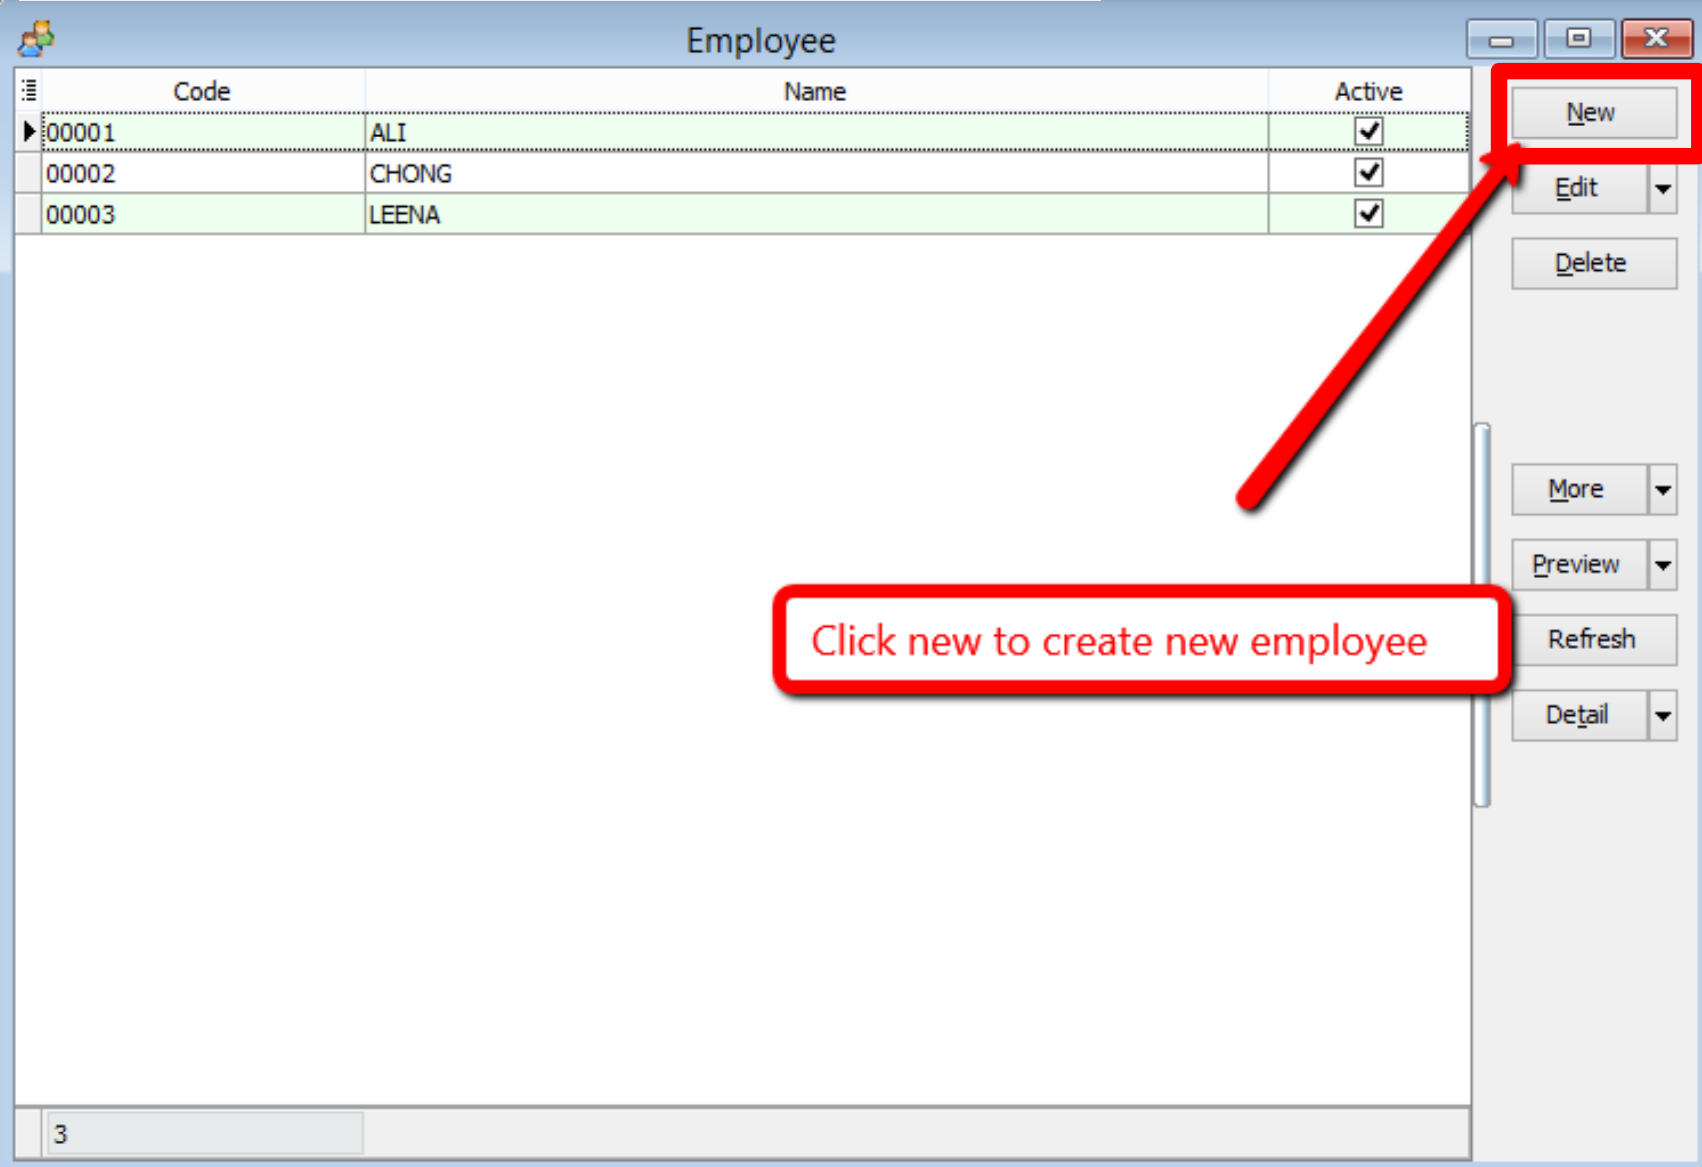 Employee
Code Name Active
00001 ALI
00002 CHONG
00003 LEENA
New
Edit
Delete
More
Preview
Click new to create new employee
Refresh
Detail
3